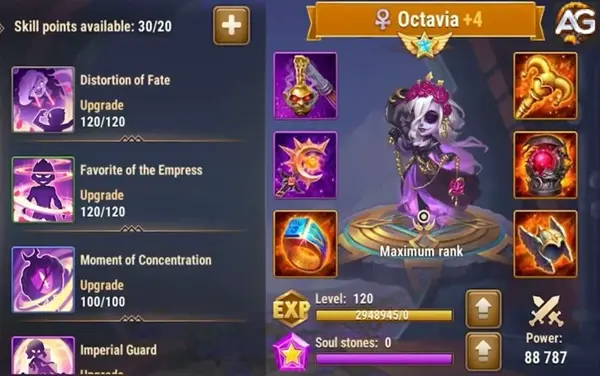 Skill points available: 30/20
+
Distortion of Fate
Upgrade
120/120
Favorite of the Empress
Upgrade
120/120
Moment of Concentration
Upgrade
100/100
Imperial Guard
Upgrade
Octavia +4
AG
Maximum rank
EXP
Level: 120
2948945/0
Soul stones: 0
Power:
88 787